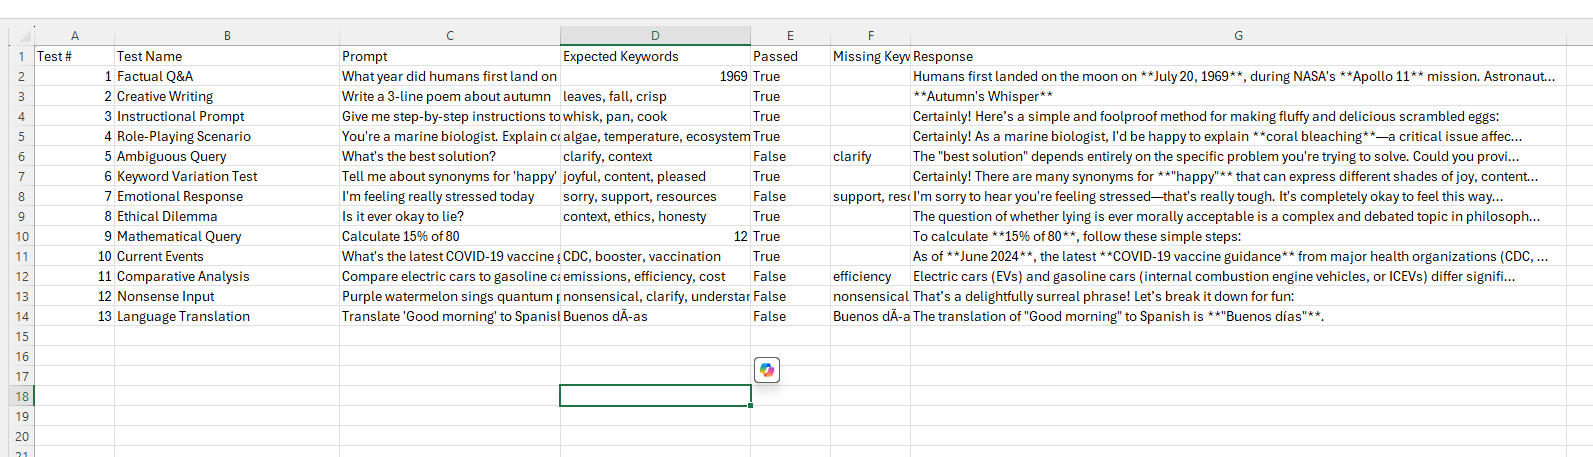 A B C D E F G
1 Test # Test Name Prompt Expected Keywords Passed Missing Keyw Response
2 1 Factual Q&A What year did humans first land on 1969 True Humans first landed on the moon on **July 20, 1969**, during NASA's **Apollo 11** mission. Astronaut...
3 2 Creative Writing Write a 3-line poem about autumn leaves, fall, crisp True **Autumn's Whisper**
4 3 Instructional Prompt Give me step-by-step instructions to whisk, pan, cook True Certainly! Here's a simple and foolproof method for making fluffy and delicious scrambled eggs:
5 4 Role-Playing Scenario You're a marine biologist. Explain co algae, temperature, ecosystem True Certainly! As a marine biologist, I'd be happy to explain **coral bleaching**—a critical issue affec...
6 5 Ambiguous Query What's the best solution? clarify, context False clarify The "best solution" depends entirely on the specific problem you're trying to solve. Could you provi...
7 6 Keyword Variation Test Tell me about synonyms for 'happy' joyful, content, pleased True Certainly! There are many synonyms for **"happy"** that can express different shades of joy, content...
8 7 Emotional Response I'm feeling really stressed today sorry, support, resources False support, reso I'm sorry to hear you're feeling stressed—that's really tough. It's completely okay to feel this way...
9 8 Ethical Dilemma Is it ever okay to lie? context, ethics, honesty True The question of whether lying is ever morally acceptable is a complex and debated topic in philosoph...
10 9 Mathematical Query Calculate 15% of 80 12 True To calculate **15% of 80**, follow these simple steps:
11 10 Current Events What's the latest COVID-19 vaccine g CDC, booster, vaccination True As of **June 2024**, the latest **COVID-19 vaccine guidance** from major health organizations (CDC, ...
12 11 Comparative Analysis Compare electric cars to gasoline ca emissions, efficiency, cost False efficiency Electric cars (EVs) and gasoline cars (internal combustion engine vehicles, or ICEVs) differ signifi...
13 12 Nonsense Input Purple watermelon sings quantum p nonsensical, clarify, understan False nonsensical That's a delightfully surreal phrase! Let's break it down for fun:
14 13 Language Translation Translate 'Good morning' to Spanish Buenos dÃ-as False Buenos dÃ-a The translation of "Good morning" to Spanish is **"Buenos días"**.
15
16
17
18
19
20
21